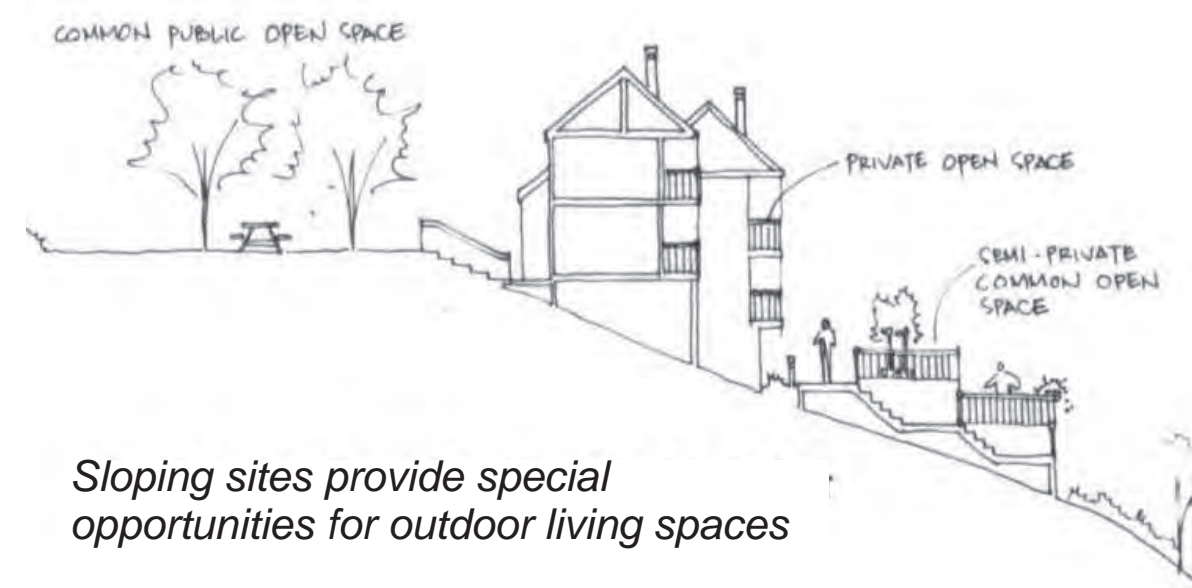 COMMON PUBLIC OPEN SPACE
PRIVATE OPEN SPACE
SEMI-PRIVATE
COMMON OPEN
SPACE
Sloping sites provide special
opportunities for outdoor living spaces